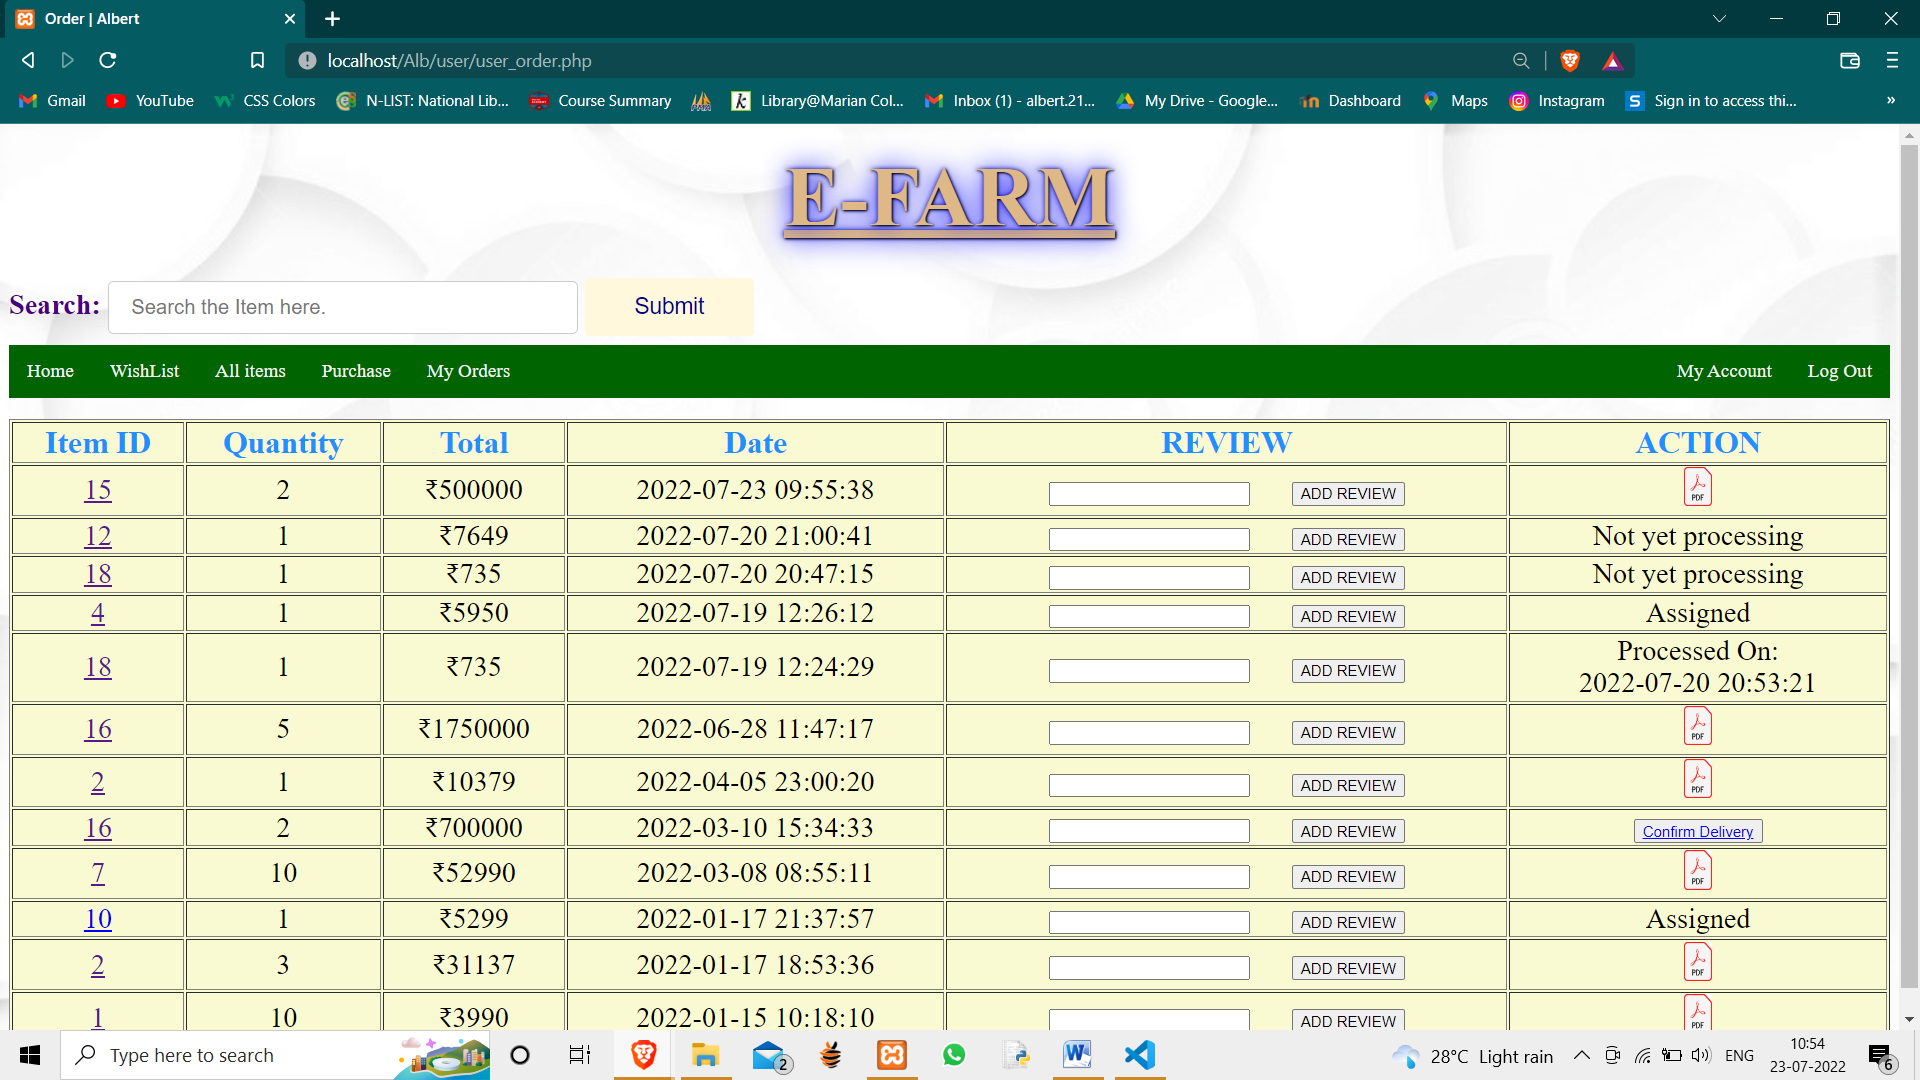 Order | Albert
localhost/Alb/user/user_order.php
Gmail YouTube CSS Colors N-LIST: National Lib... Course Summary Library@Marian Col... Inbox (1) - albert.21... My Drive - Google... Dashboard Maps Instagram Sign in to access thi... »
E-FARM
Search: Search the Item here. Submit
Home WishList All items Purchase My Orders My Account Log Out
Item ID Quantity Total Date REVIEW ACTION
15 2 ₹500000 2022-07-23 09:55:38 ADD REVIEW PDF
12 1 ₹7649 2022-07-20 21:00:41 ADD REVIEW Not yet processing
18 1 ₹735 2022-07-20 20:47:15 ADD REVIEW Not yet processing
4 1 ₹5950 2022-07-19 12:26:12 ADD REVIEW Assigned
18 1 ₹735 2022-07-19 12:24:29 ADD REVIEW Processed On:
2022-07-20 20:53:21
16 5 ₹1750000 2022-06-28 11:47:17 ADD REVIEW PDF
2 1 ₹10379 2022-04-05 23:00:20 ADD REVIEW PDF
16 2 ₹700000 2022-03-10 15:34:33 ADD REVIEW Confirm Delivery
7 10 ₹52990 2022-03-08 08:55:11 ADD REVIEW PDF
10 1 ₹5299 2022-01-17 21:37:57 ADD REVIEW Assigned
2 3 ₹31137 2022-01-17 18:53:36 ADD REVIEW PDF
1 10 ₹3990 2022-01-15 10:18:10 ADD REVIEW PDF
Type here to search 2 28°C Light rain ENG 10:54
23-07-2022 6